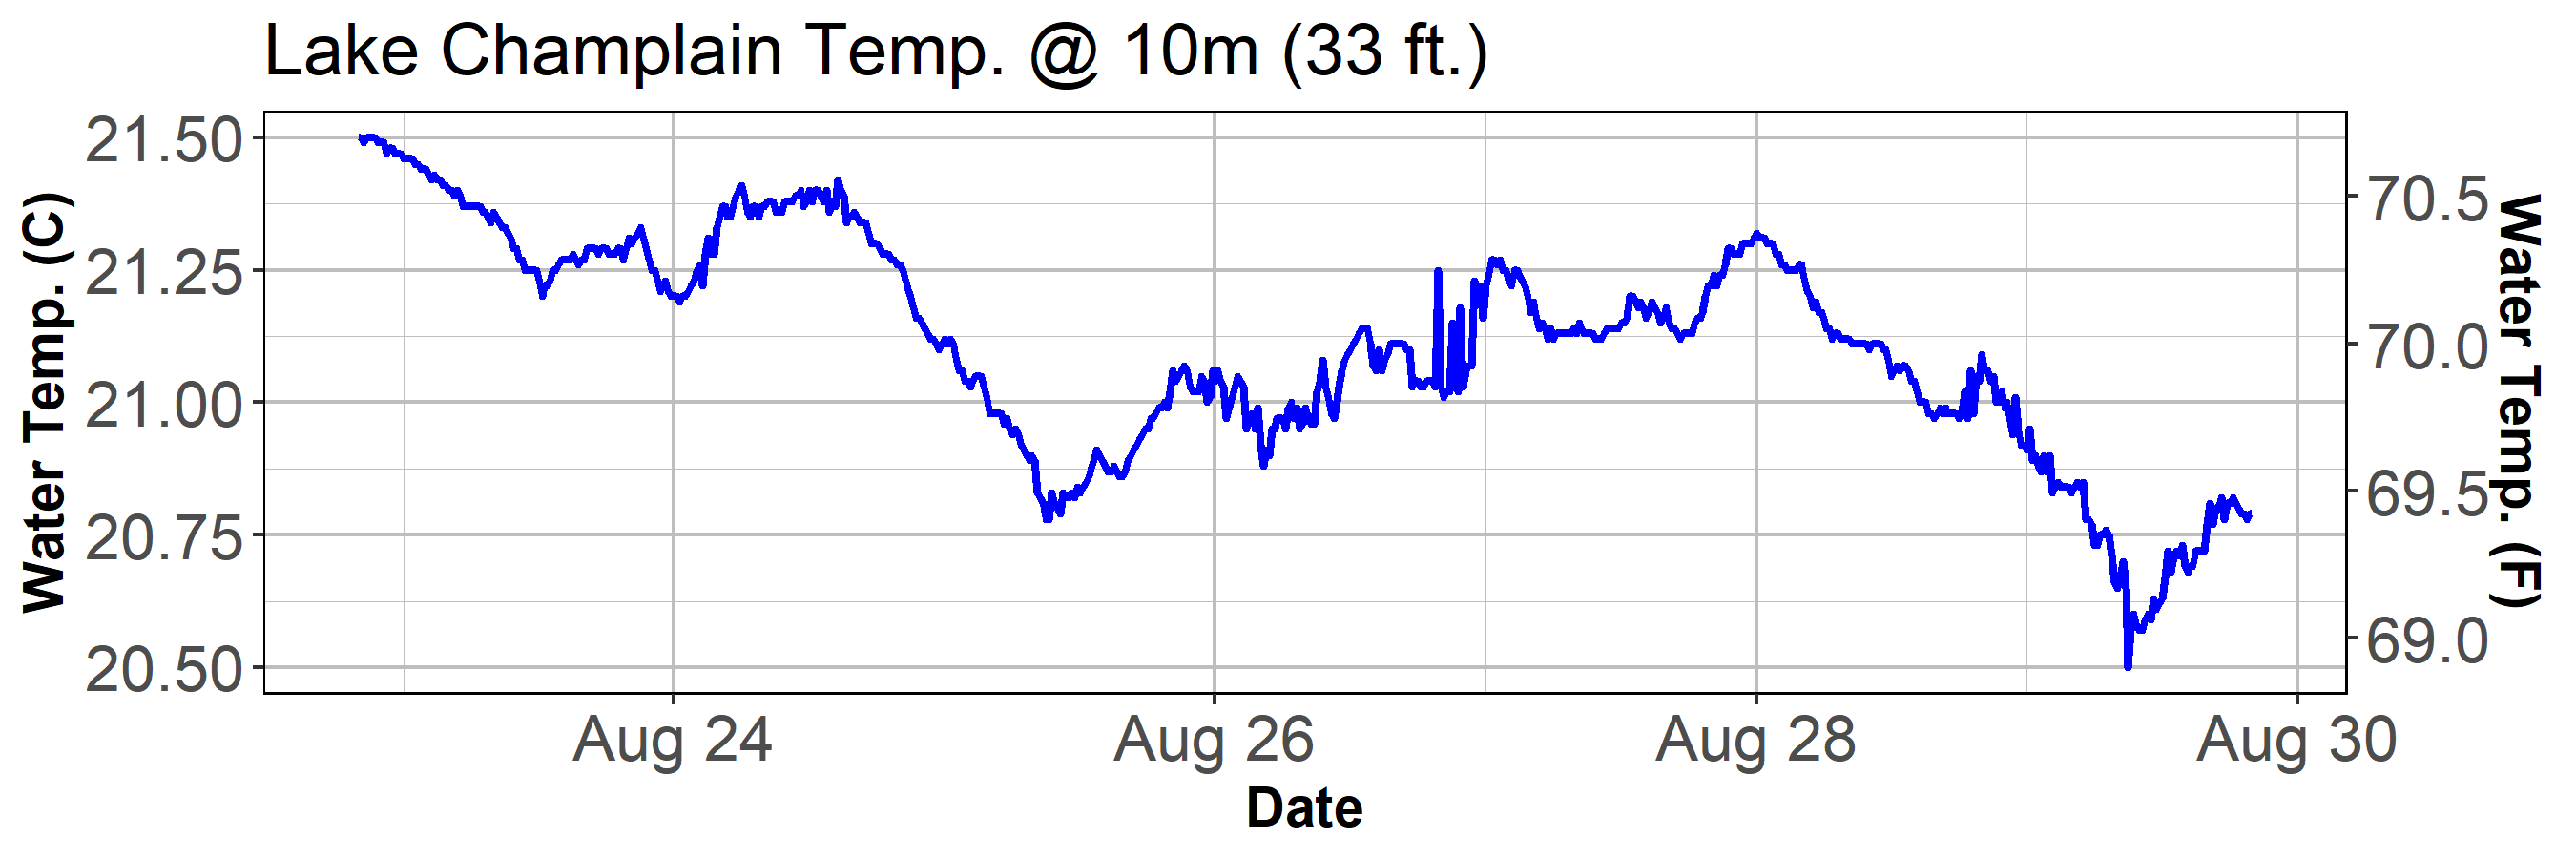 Lake Champlain Temp. @ 10m (33 ft.)
Water Temp. (C)
21.50
21.25
21.00
20.75
20.50
70.5
70.0
69.5
69.0
Water Temp. (F)
Aug 24 Aug 26 Aug 28 Aug 30
Date